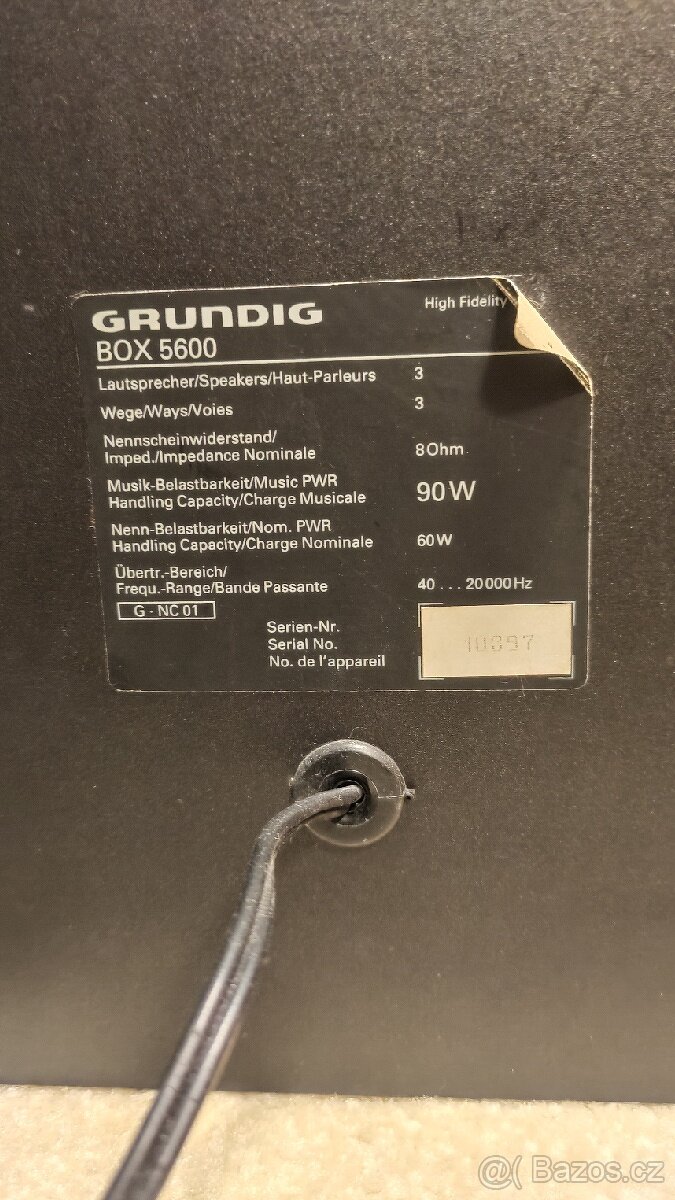 GRUNDIG High Fidelity
BOX 5600
Lautsprecher/Speakers/Haut-Parleurs 3
Wege/Ways/Voies 3
Nennscheinwiderstand/
Imped./Impedance Nominale 8 Ohm
Musik-Belastbarkeit/Music PWR
Handling Capacity/Charge Musicale 90 W
Nenn-Belastbarkeit/Nom. PWR
Handling Capacity/Charge Nominale 60 W
Übertr.-Bereich/
Frequ.-Range/Bande Passante 40 ... 20 000 Hz
G - NC 01
Serien-Nr.
Serial No.
No. de l'appareil
@ Bazos.cz